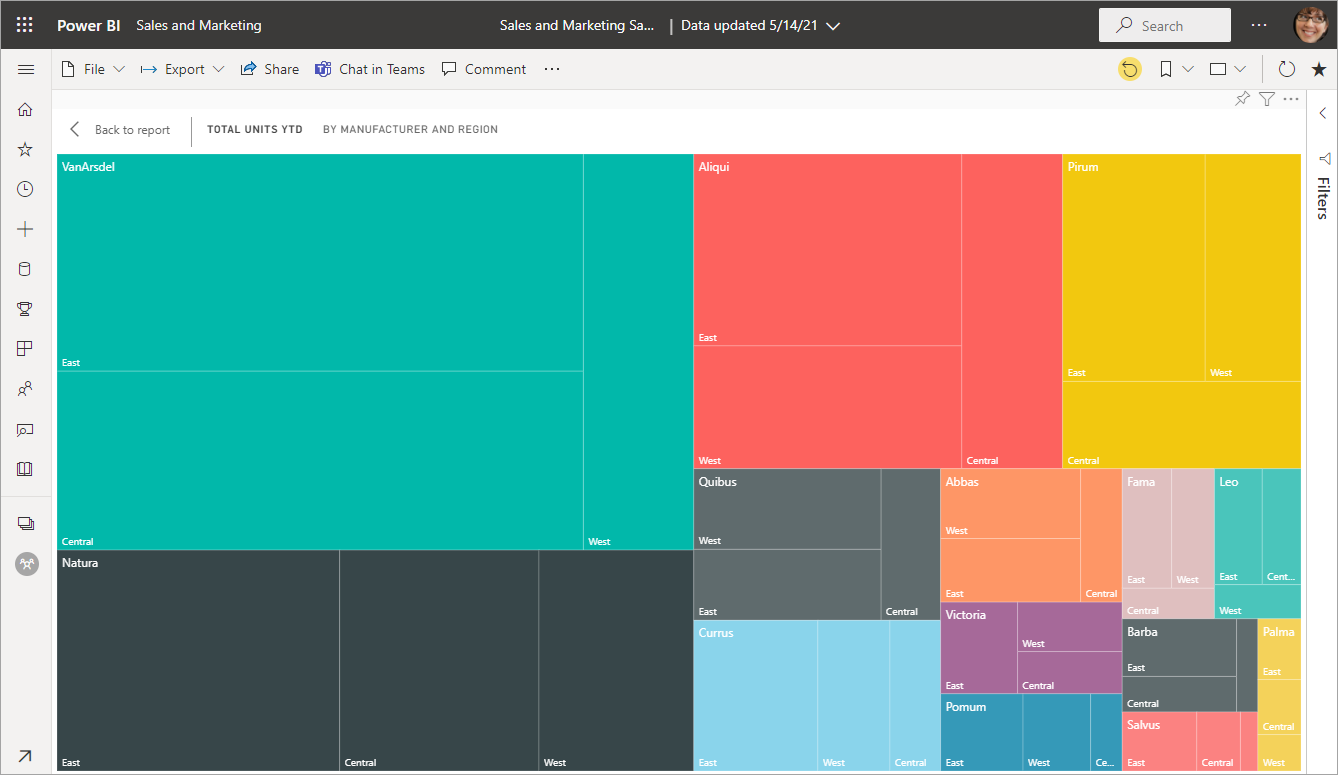 Power BI Sales and Marketing Sales and Marketing Sa... | Data updated 5/14/21 Search ...
File Export Share Chat in Teams Comment ...
Back to report TOTAL UNITS YTD BY MANUFACTURER AND REGION
Filters
VanArsdel
East
Central
West
Natura
East
Central
West
Aliqui
East
West
Central
Pirum
East
West
Central
Quibus
West
East
Central
Currus
East
West
Central
Abbas
West
East
Central
Victoria
East
West
Central
Pomum
East
West
Ce...
Fama
East
West
Central
Leo
East
Cent...
West
Barba
East
Central
Salvus
East
Central
Palma
East
Central
West